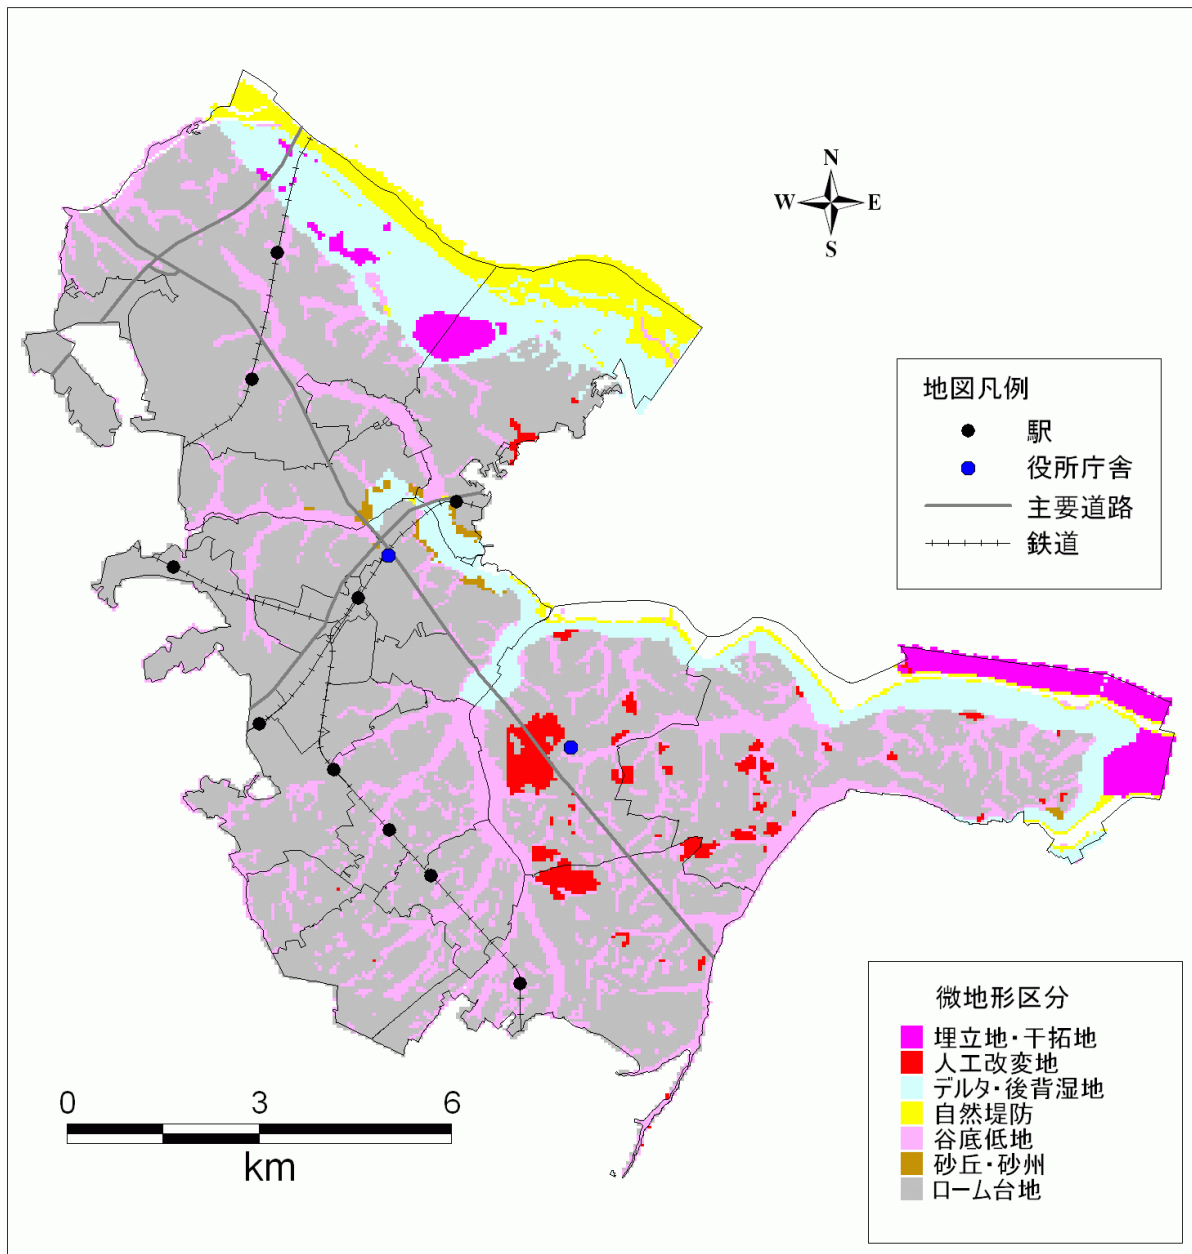 N
W E
S
地図凡例
駅
役所庁舎
主要道路
鉄道
微地形区分
埋立地・干拓地
人工改変地
デルタ・後背湿地
自然堤防
谷底低地
砂丘・砂州
ローム台地
0 3 6
km